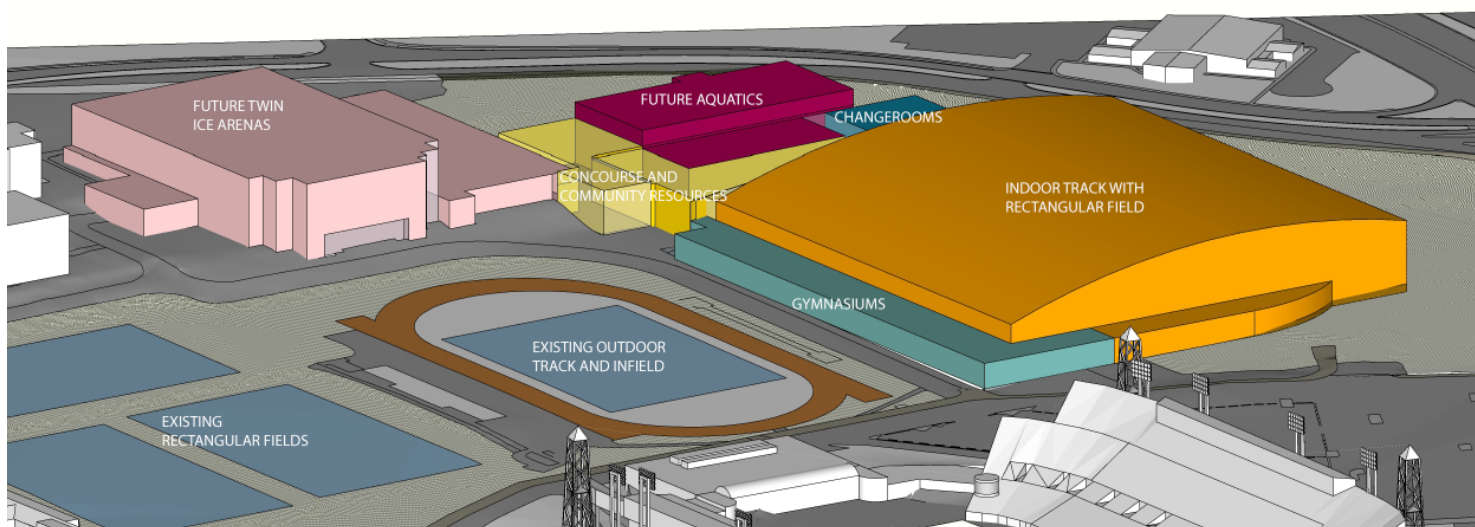 FUTURE TWIN
ICE ARENAS
FUTURE AQUATICS
CHANGEROOMS
CONCOURSE AND
COMMUNITY RESOURCES
INDOOR TRACK WITH
RECTANGULAR FIELD
GYMNASIUMS
EXISTING OUTDOOR
TRACK AND INFIELD
EXISTING
RECTANGULAR FIELDS